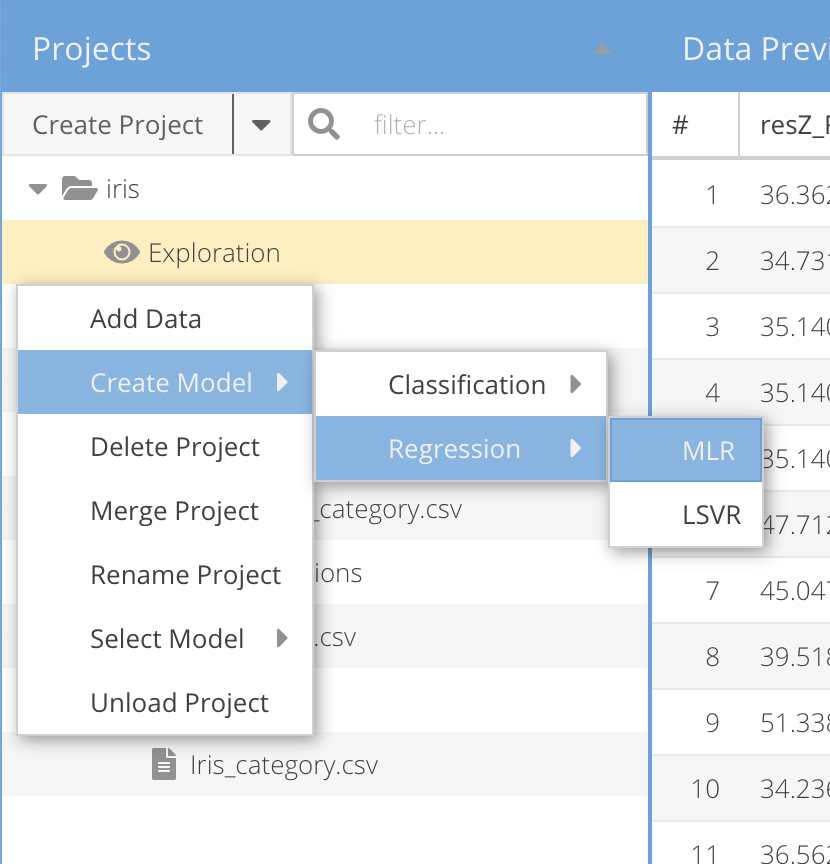 Projects
Data Previ
Create Project
filter...
#
resZ_F
iris
Exploration
Add Data
Create Model
Delete Project
Merge Project
Rename Project
Select Model
Unload Project
Classification
Regression
MLR
LSVR
_category.csv
ions
.csv
Iris_category.csv
1 36.362
2 34.731
3 35.140
4 35.140
35.140
47.712
7 45.047
8 39.518
9 51.338
10 34.236
11 36.562